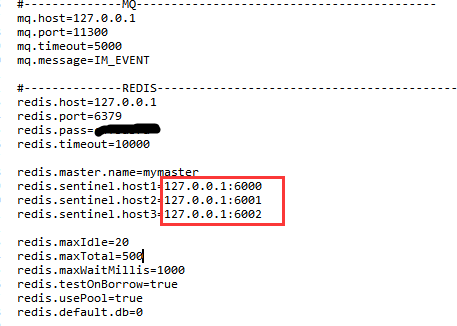 #--------------MQ-------------------------------------------
mq.host=127.0.0.1
mq.port=11300
mq.timeout=5000
mq.message=IM_EVENT
#--------------REDIS-------------------------------------------
redis.host=127.0.0.1
redis.port=6379
redis.pass=
redis.timeout=10000
redis.master.name=mymaster
redis.sentinel.host1=127.0.0.1:6000
redis.sentinel.host2=127.0.0.1:6001
redis.sentinel.host3=127.0.0.1:6002
redis.maxIdle=20
redis.maxTotal=500
redis.maxWaitMillis=1000
redis.testOnBorrow=true
redis.usePool=true
redis.default.db=0